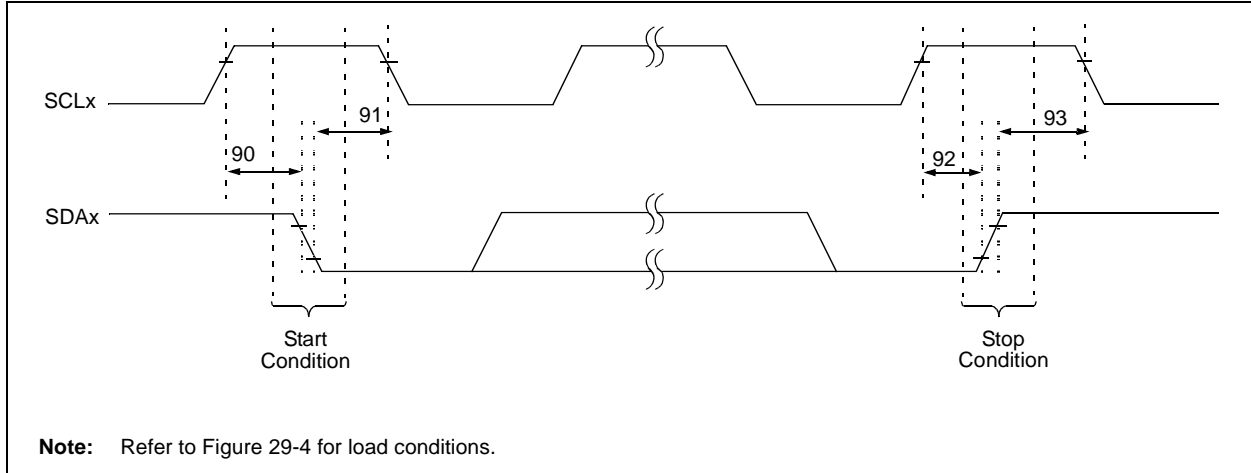 SCLx
91
93
90
92
SDAx
Start
Condition
Stop
Condition
Note: Refer to Figure 29-4 for load conditions.